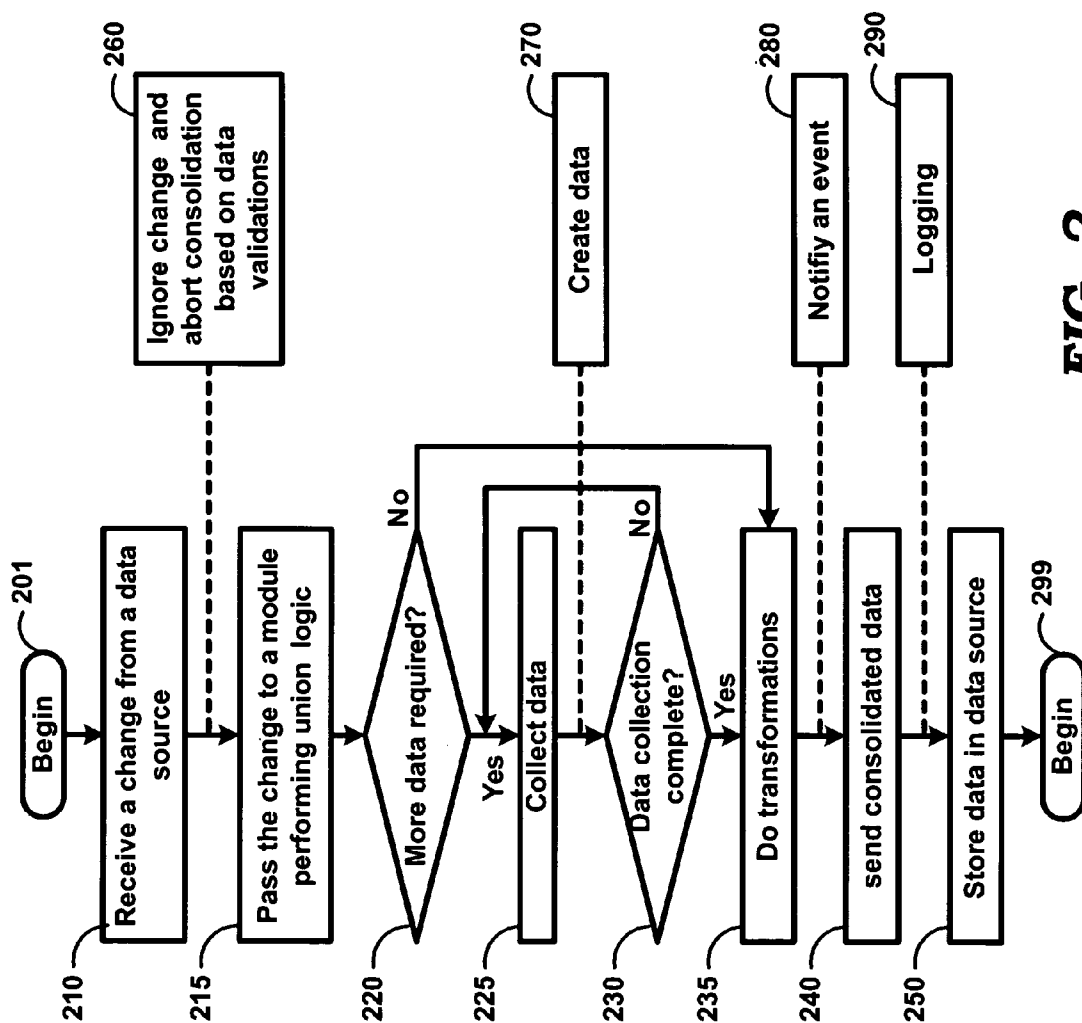 Begin
201
210
Receive a change from a data
source
260
Ignore change and
abort consolidation
based on data
validations
215
Pass the change to a module
performing union logic
220
More data required?
No
Yes
225
Collect data
270
Create data
230
Data collection
complete?
No
Yes
235
Do transformations
280
Notifiy an event
240
send consolidated data
290
Logging
250
Store data in data source
Begin
299
FIG. 2